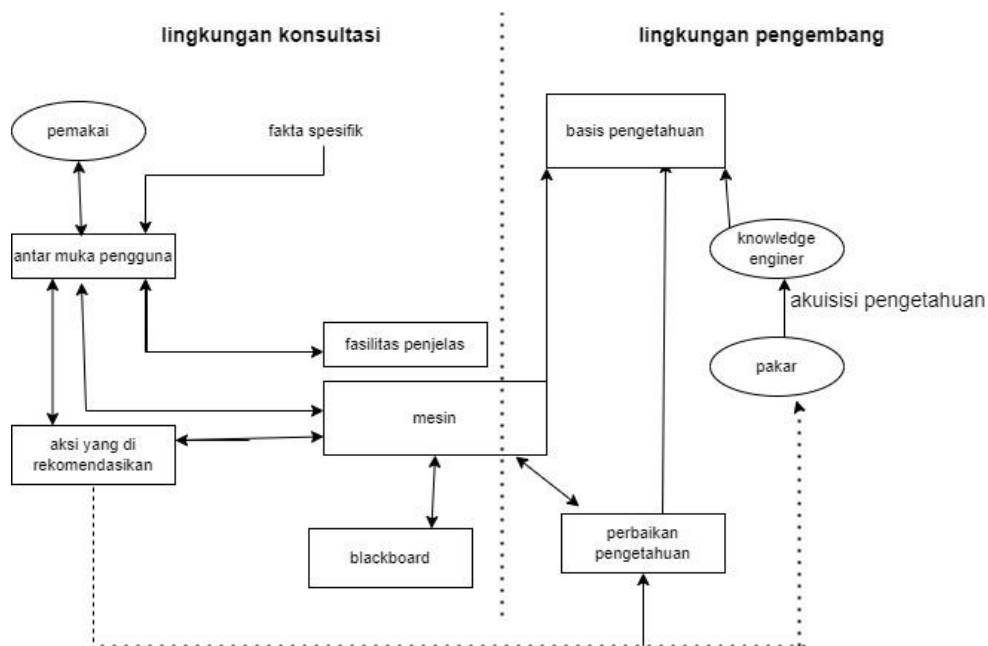 lingkungan konsultasi
lingkungan pengembang
pemakai
fakta spesifik
basis pengetahuan
antar muka pengguna
knowledge
enginer
akuisisi pengetahuan
fasilitas penjelas
pakar
mesin
aksi yang di
rekomendasikan
blackboard
perbaikan
pengetahuan